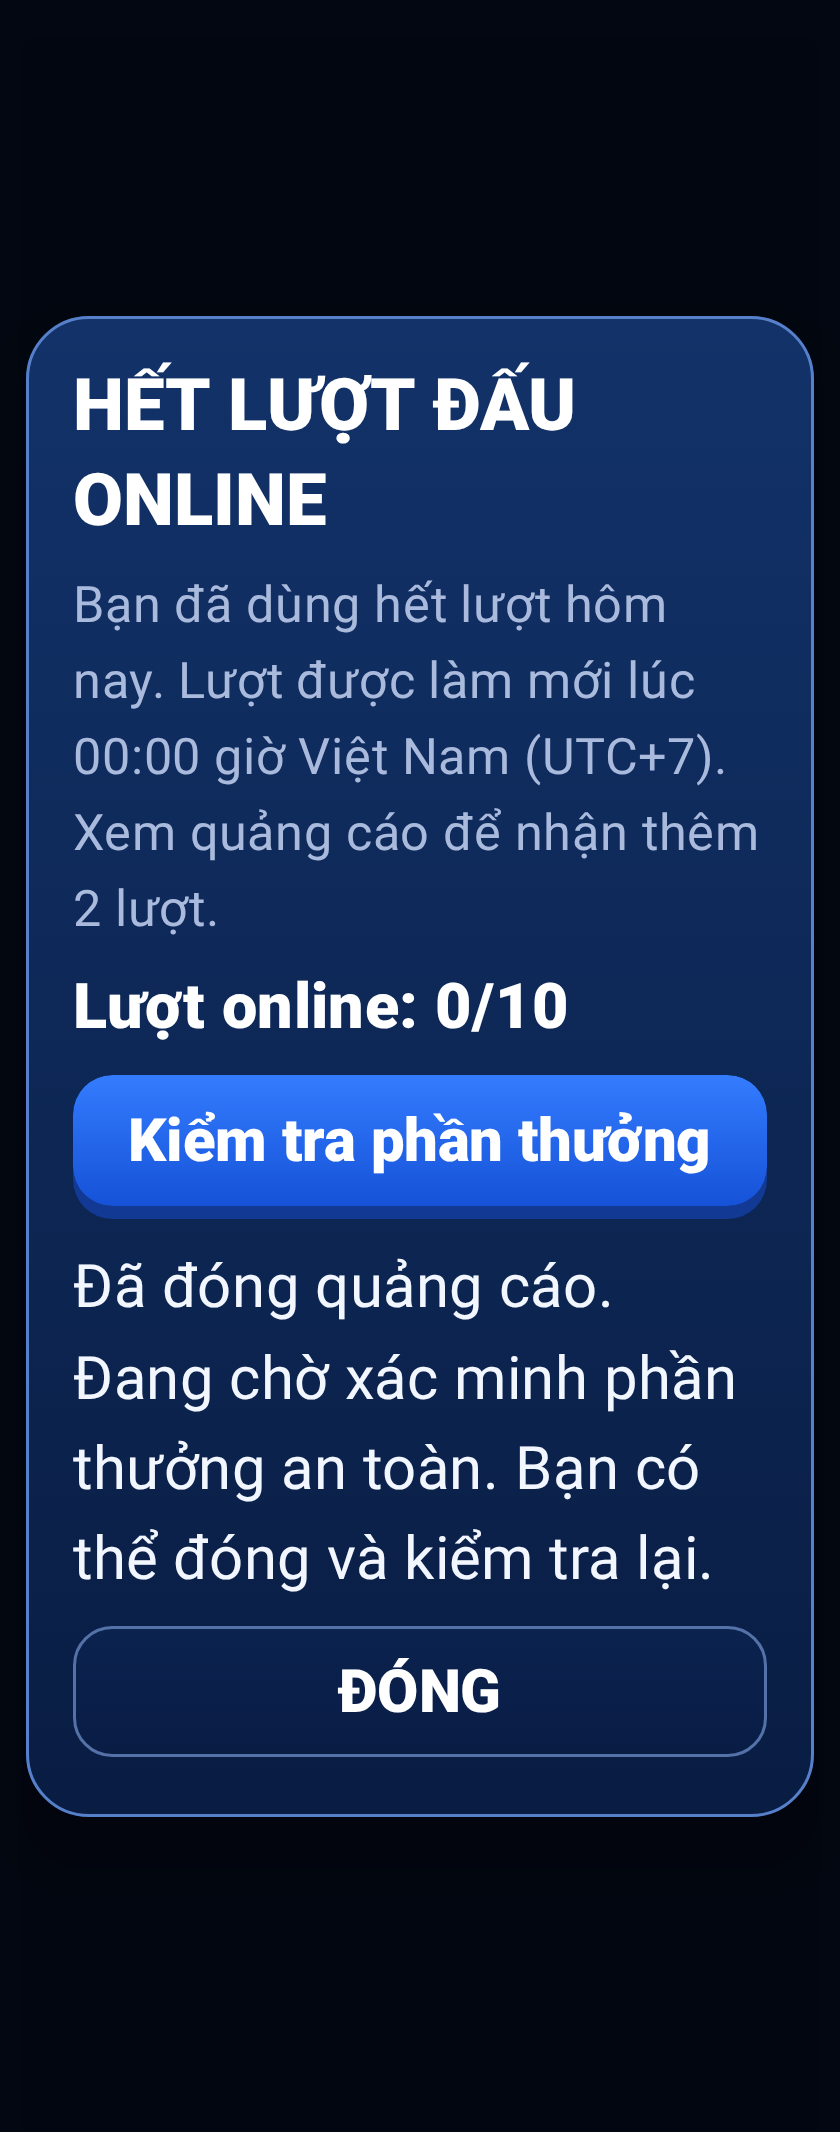 HẾT LƯỢT ĐẤU
ONLINE
Bạn đã dùng hết lượt hôm
nay. Lượt được làm mới lúc
00:00 giờ Việt Nam (UTC+7).
Xem quảng cáo để nhận thêm
2 lượt.
Lượt online: 0/10
Kiểm tra phần thưởng
Đã đóng quảng cáo.
Đang chờ xác minh phần
thưởng an toàn. Bạn có
thể đóng và kiểm tra lại.
ĐÓNG